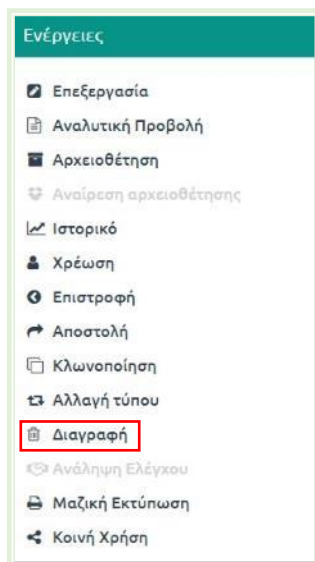 Ενέργειες
Επεξεργασία
Αναλυτική Προβολή
Αρχειοθέτηση
Αναίρεση αρχειοθέτησης
Ιστορικό
Χρέωση
Επιστροφή
Αποστολή
Κλωνοποίηση
Αλλαγή τύπου
Διαγραφή
Ανάληψη Ελέγχου
Μαζική Εκτύπωση
Κοινή Χρήση